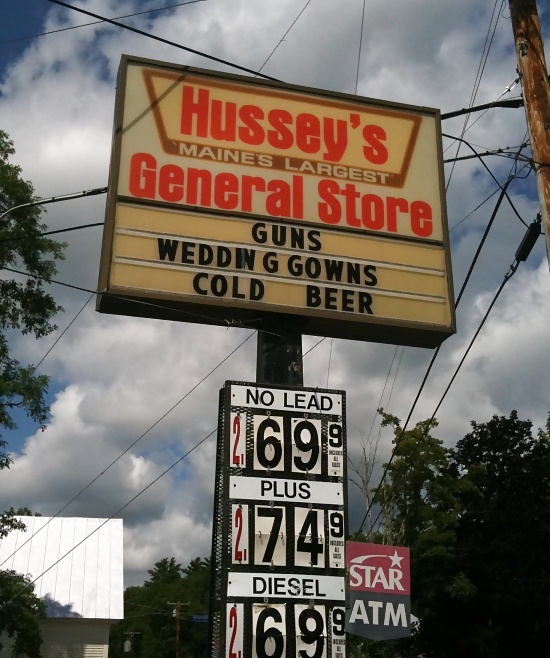 Hussey's
"MAINE'S LARGEST"
General Store
GUNS
WEDDING GOWNS
COLD BEER
NO LEAD
2.69 9
PLUS
2.74 9
DIESEL
2.69 9
STAR
ATM